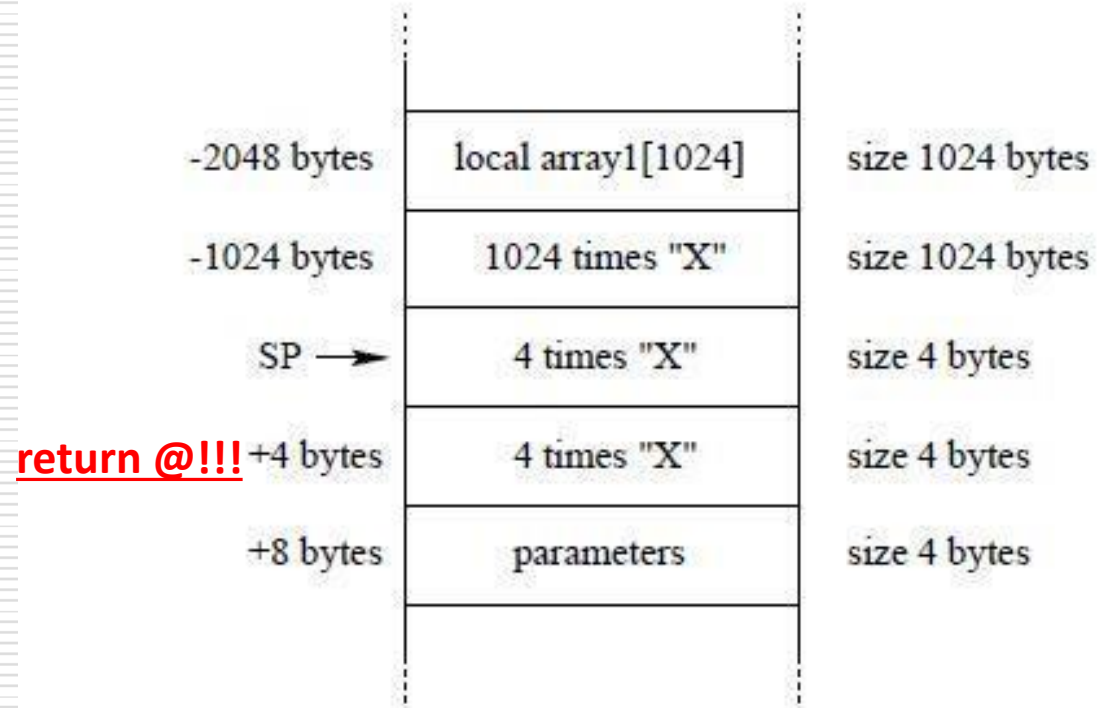 -2048 bytes local array1[1024] size 1024 bytes
-1024 bytes 1024 times "X" size 1024 bytes
SP 4 times "X" size 4 bytes
return @!!! +4 bytes 4 times "X" size 4 bytes
+8 bytes parameters size 4 bytes